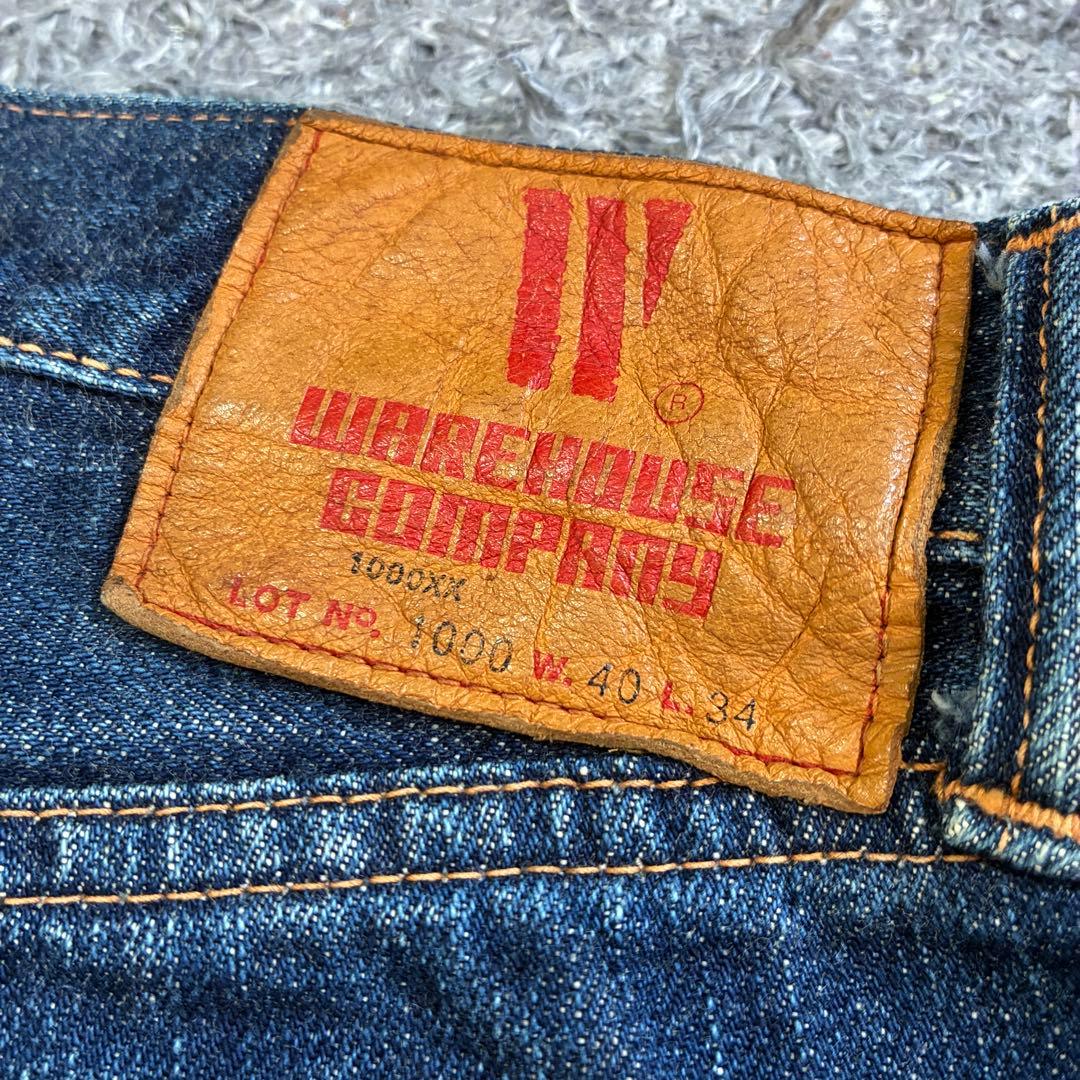 W
®
WAREHOUSE
COMPANY
1000XX
LOT No. 1000 W. 40 L. 34